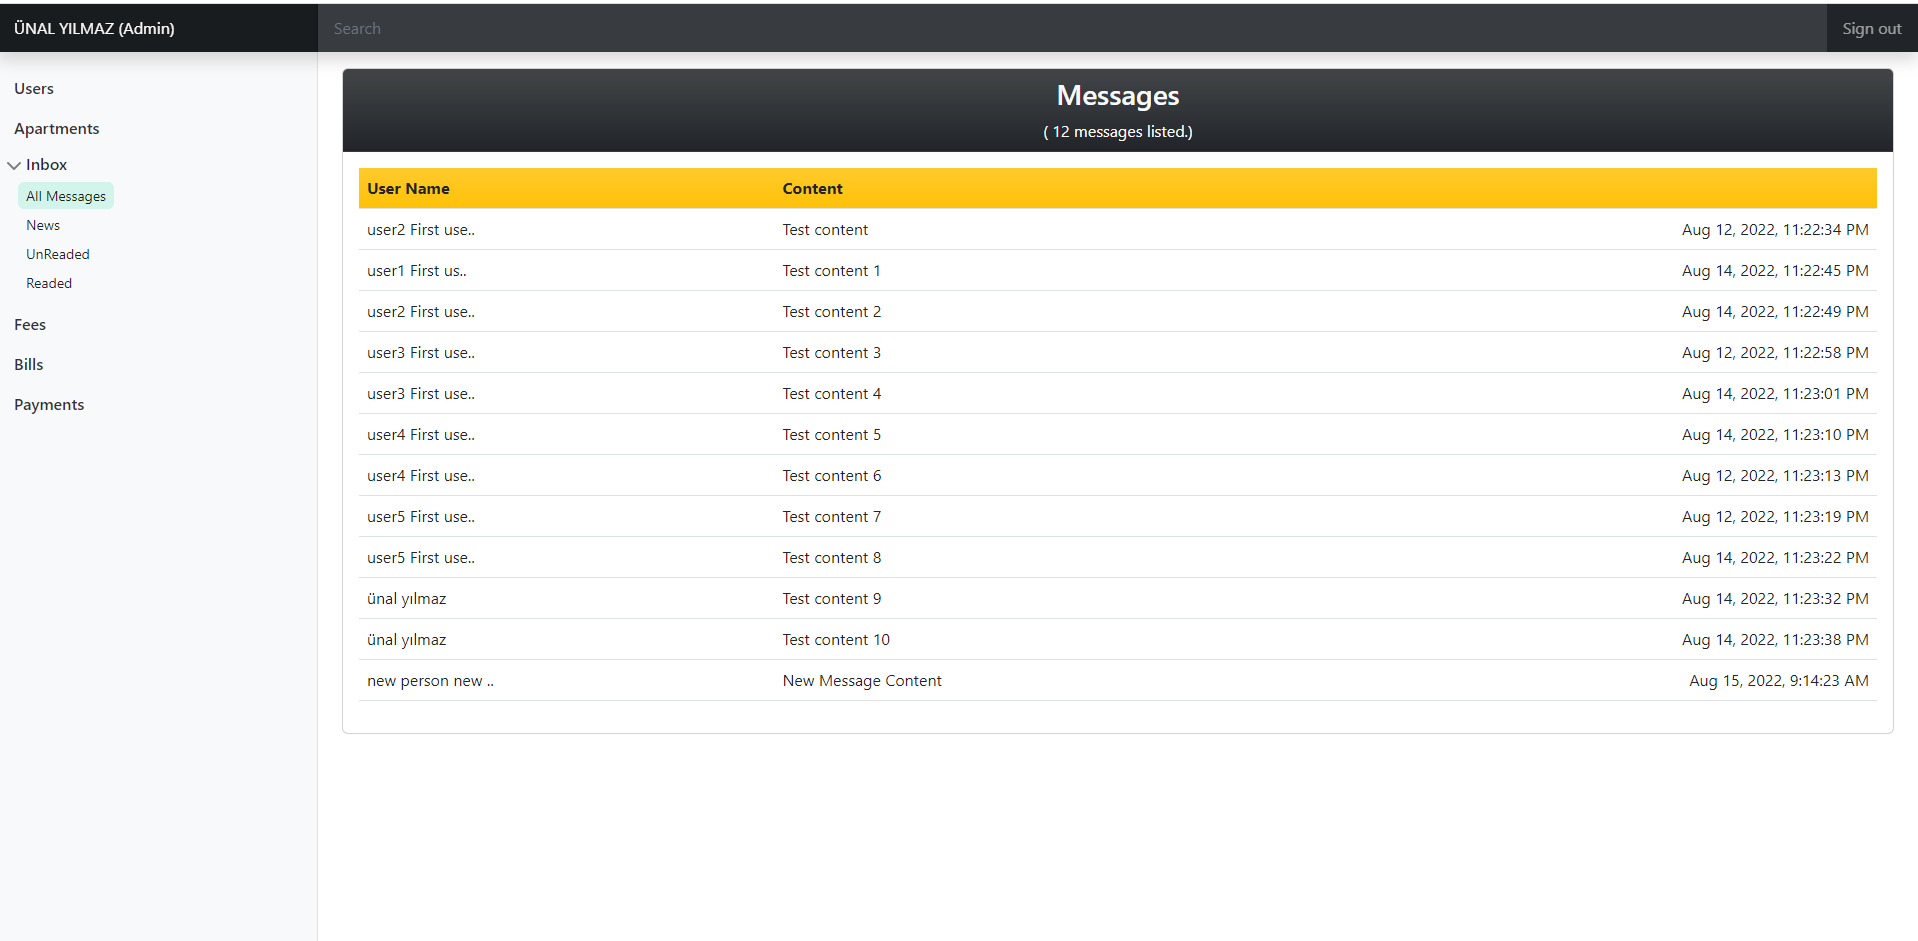 ÜNAL YILMAZ (Admin)
Search
Sign out
Users
Apartments
Inbox
All Messages
News
UnReaded
Readed
Fees
Bills
Payments
Messages
( 12 messages listed.)
User Name Content
user2 First use.. Test content Aug 12, 2022, 11:22:34 PM
user1 First us.. Test content 1 Aug 14, 2022, 11:22:45 PM
user2 First use.. Test content 2 Aug 14, 2022, 11:22:49 PM
user3 First use.. Test content 3 Aug 12, 2022, 11:22:58 PM
user3 First use.. Test content 4 Aug 14, 2022, 11:23:01 PM
user4 First use.. Test content 5 Aug 14, 2022, 11:23:10 PM
user4 First use.. Test content 6 Aug 12, 2022, 11:23:13 PM
user5 First use.. Test content 7 Aug 12, 2022, 11:23:19 PM
user5 First use.. Test content 8 Aug 14, 2022, 11:23:22 PM
ünal yılmaz Test content 9 Aug 14, 2022, 11:23:32 PM
ünal yılmaz Test content 10 Aug 14, 2022, 11:23:38 PM
new person new .. New Message Content Aug 15, 2022, 9:14:23 AM